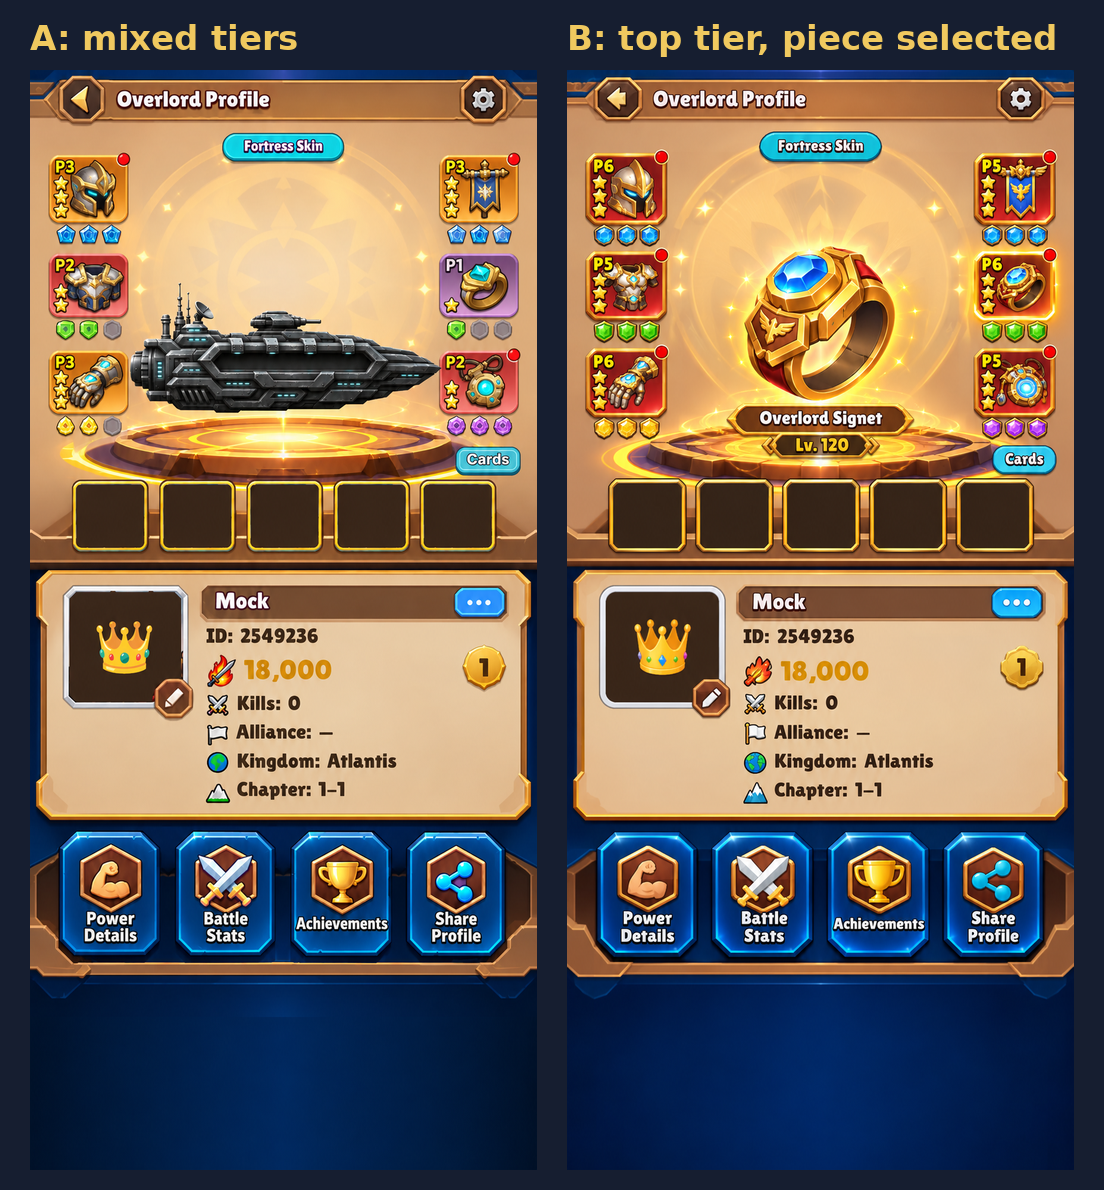 A: mixed tiers
Overlord Profile
Fortress Skin
P3
P3
P2
P1
P3
P2
Cards
Mock
...
ID: 2549236
18,000
1
Kills: 0
Alliance: —
Kingdom: Atlantis
Chapter: 1–1
Power
Details
Battle
Stats
Achievements
Share
Profile
B: top tier, piece selected
Overlord Profile
Fortress Skin
P6
P5
P5
P6
P6
P5
Overlord Signet
Lv. 120
Cards
Mock
...
ID: 2549236
18,000
1
Kills: 0
Alliance: —
Kingdom: Atlantis
Chapter: 1–1
Power
Details
Battle
Stats
Achievements
Share
Profile